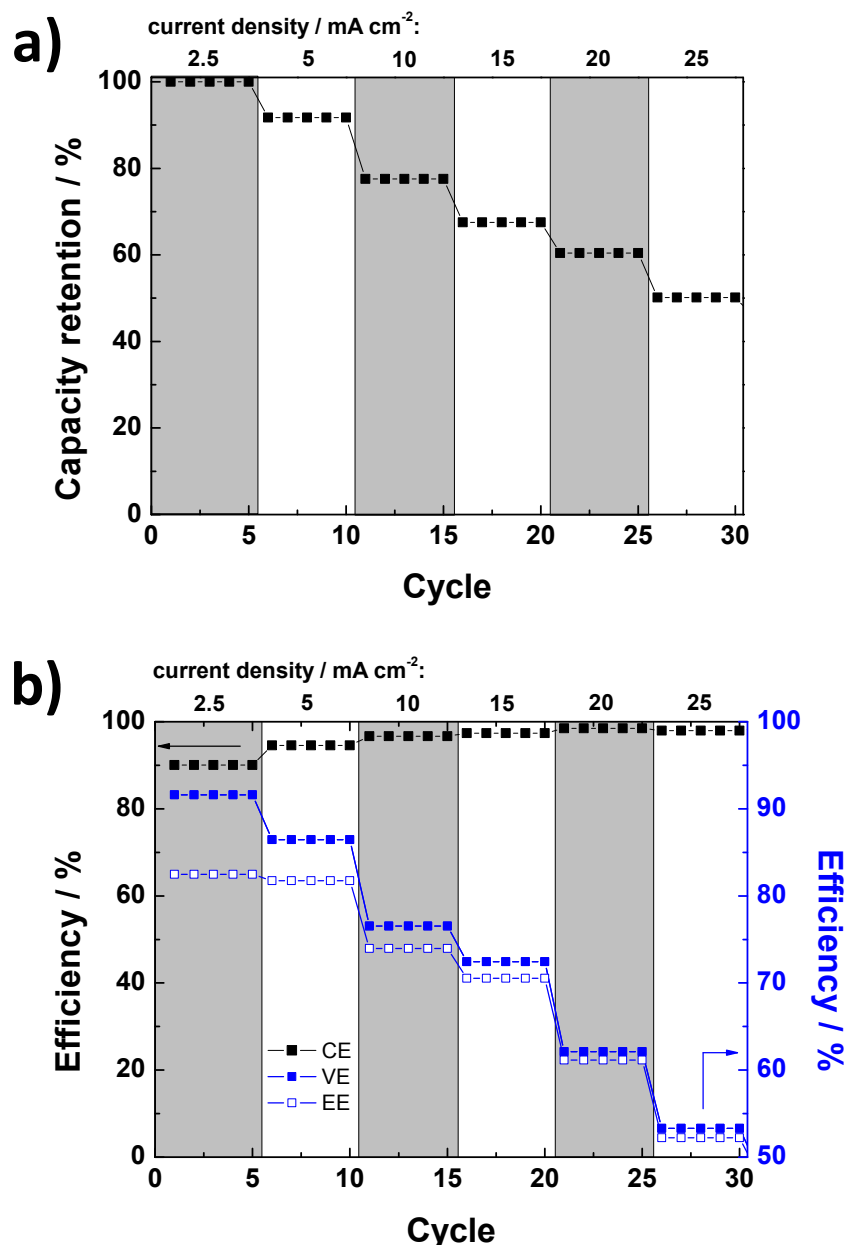 a)
current density / mA cm⁻²:
2.5 5 10 15 20 25
100
80
60
40
20
0
Capacity retention / %
0 5 10 15 20 25 30
Cycle
b)
current density / mA cm⁻²:
2.5 5 10 15 20 25
100
80
60
40
20
0
Efficiency / %
CE
VE
EE
100
90
80
70
60
50
Efficiency / %
0 5 10 15 20 25 30
Cycle